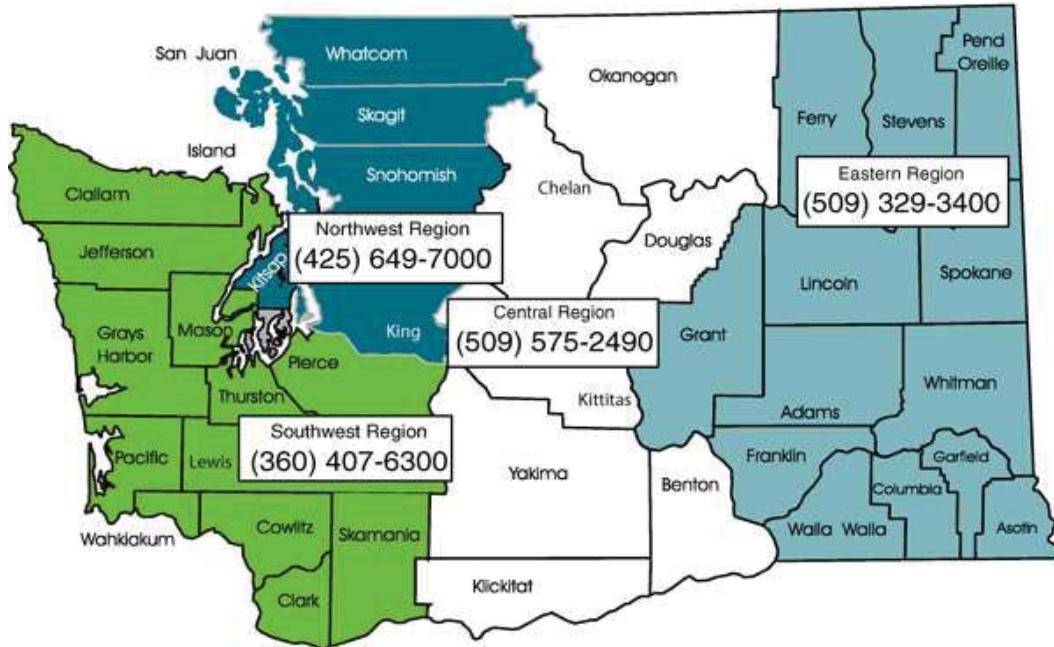 San Juan
Whatcom
Okanogan
Pend
Oreille
Skagit
Ferry
Stevens
Island
Snohomish
Clallam
Chelan
Eastern Region
(509) 329-3400
Northwest Region
(425) 649-7000
Jefferson
Douglas
Kitsap
Lincoln
Spokane
Grays
Harbor
Mason
King
Central Region
(509) 575-2490
Grant
Pierce
Thurston
Kittitas
Whitman
Adams
Southwest Region
(360) 407-6300
Pacific
Lewis
Yakima
Benton
Franklin
Garfield
Columbia
Wahkiakum
Cowlitz
Skamania
Walla Walla
Asotin
Clark
Klickitat